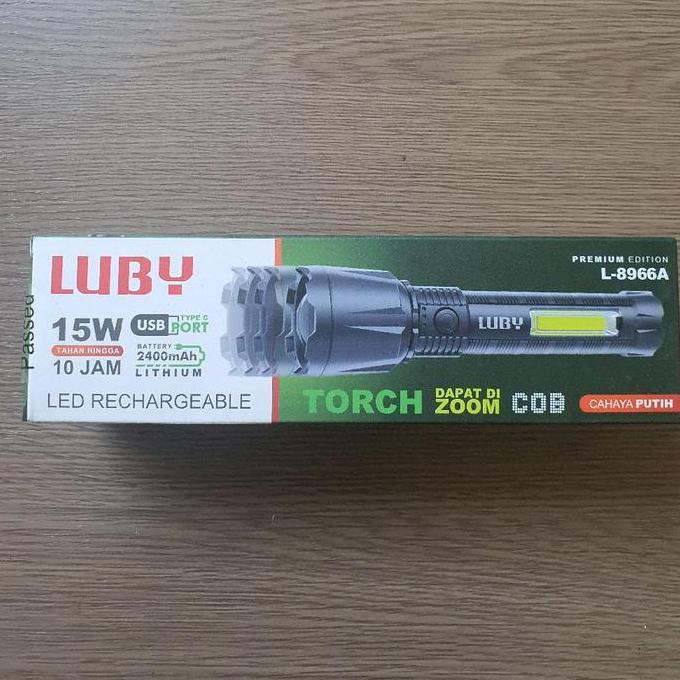 LUBY
15W
USB TYPE C PORT
TAHAN HINGGA
10 JAM
BATTERY
2400mAh
LITHIUM
LED RECHARGEABLE
Passed
PREMIUM EDITION
L-8966A
LUBY
TORCH
DAPAT DI
ZOOM
COB
CAHAYA PUTIH